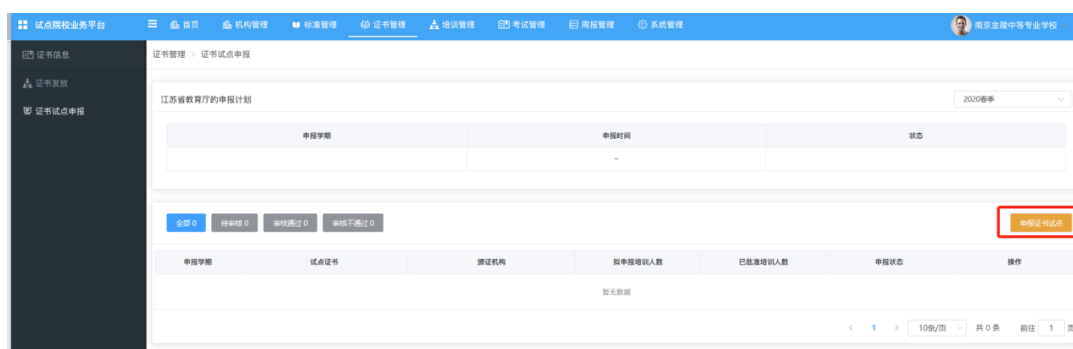 试点院校业务平台 首页 机构管理 标准管理 证书管理 培训管理 考试管理 周报管理 系统管理 南京金陵中等专业学校
证书信息
证书发放
证书试点申报
证书管理 > 证书试点申报
江苏省教育厅的申报计划 2020春季
申报学期 申报时间 状态
~
全部 0 待审核 0 审核通过 0 审核不通过 0 申报证书试点
申报学期 试点证书 颁证机构 拟申报培训人数 已批准培训人数 申报状态 操作
暂无数据
< 1 > 10条/页 共 0 条 前往 1 页